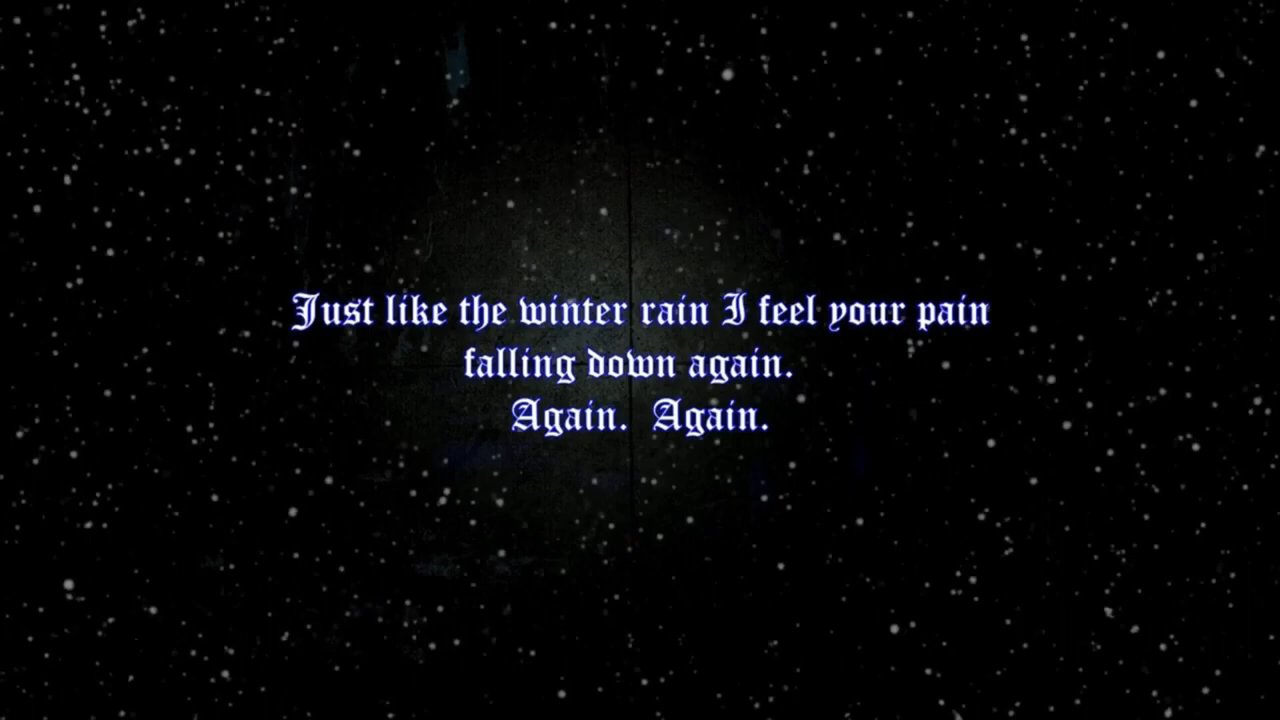 Just like the winter rain I feel your pain
falling down again.
Again. Again.